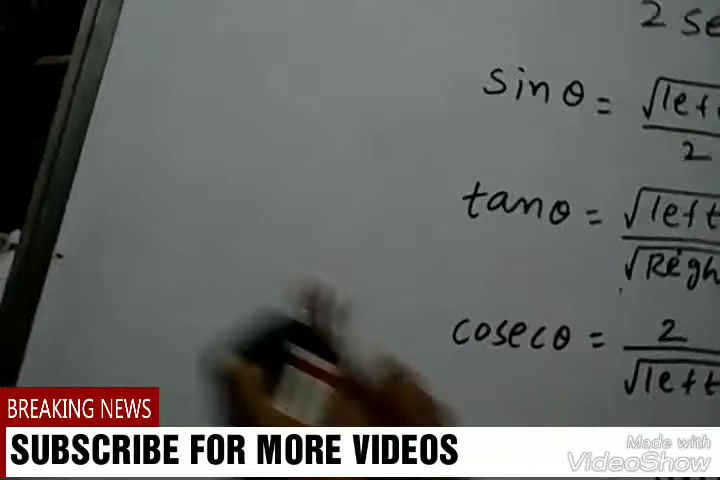 2 se
sinθ = √left
2
tanθ = √left
√Righ
cosecθ = 2
√left
BREAKING NEWS
SUBSCRIBE FOR MORE VIDEOS
Made with
VideoShow